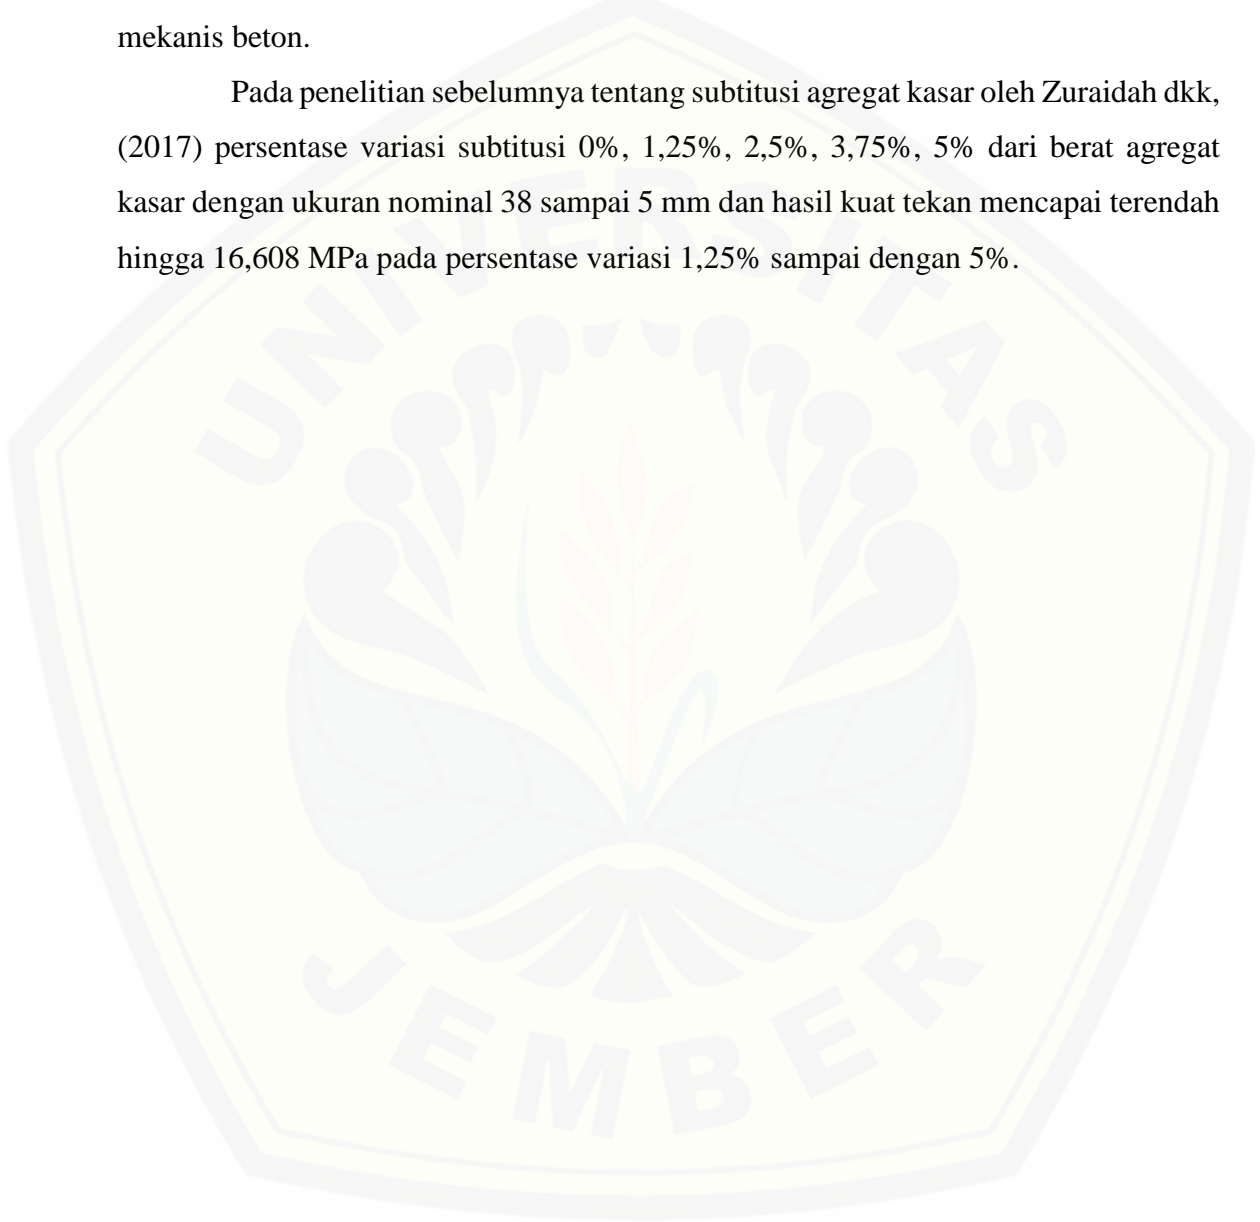 mekanis beton.
Pada penelitian sebelumnya tentang subtitusi agregat kasar oleh Zuraidah dkk,
(2017) persentase variasi subtitusi 0%, 1,25%, 2,5%, 3,75%, 5% dari berat agregat
kasar dengan ukuran nominal 38 sampai 5 mm dan hasil kuat tekan mencapai terendah
hingga 16,608 MPa pada persentase variasi 1,25% sampai dengan 5%.
UNIVERSITAS
JEMBER